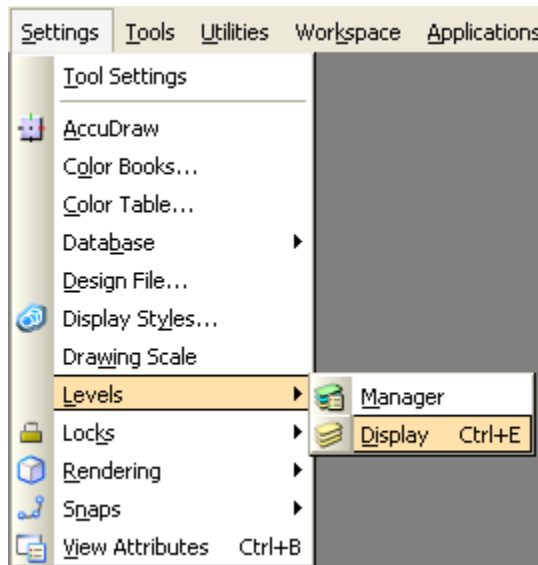 Settings Tools Utilities Workspace Applications
Tool Settings
AccuDraw
Color Books...
Color Table...
Database
Design File...
Display Styles...
Drawing Scale
Levels
Manager
Locks
Display Ctrl+E
Rendering
Snaps
View Attributes Ctrl+B